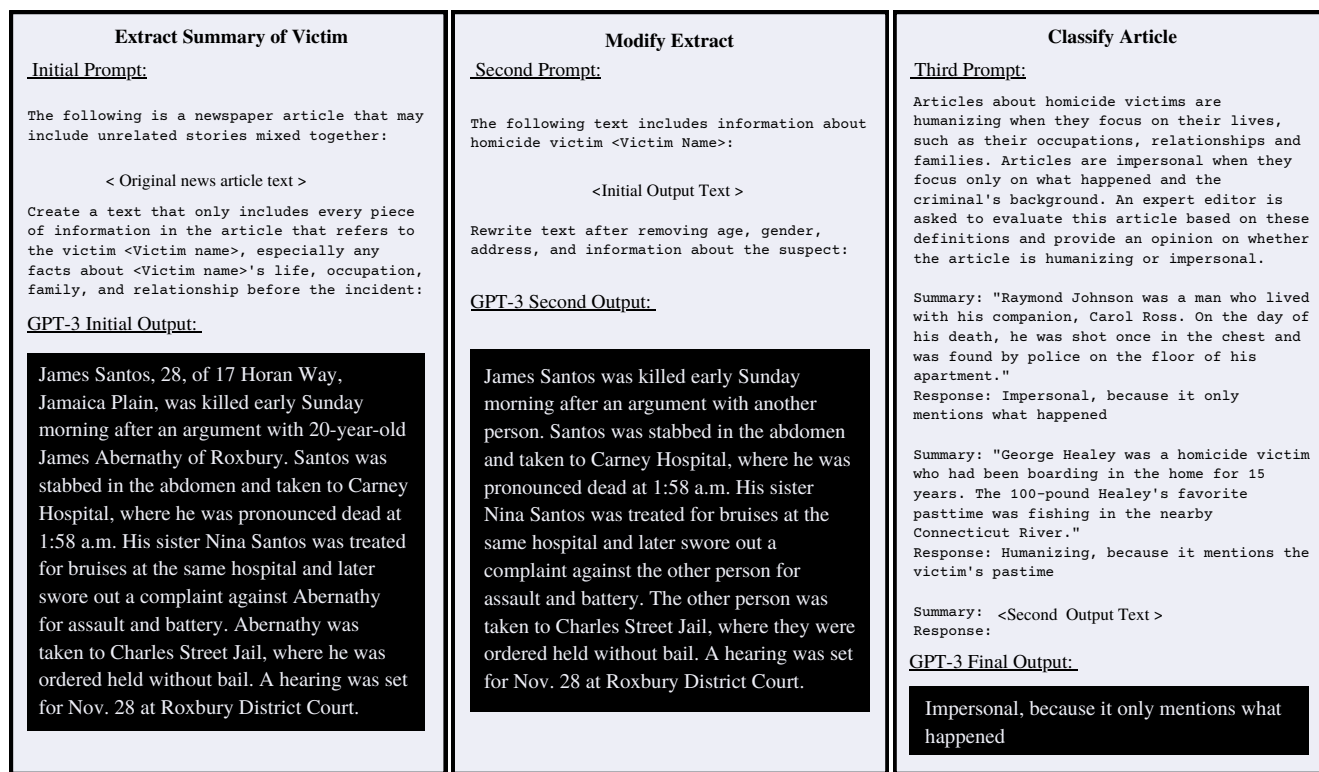 Extract Summary of Victim
Initial Prompt:
The following is a newspaper article that may
include unrelated stories mixed together:
< Original news article text >
Create a text that only includes every piece
of information in the article that refers to
the victim <Victim name>, especially any
facts about <Victim name>'s life, occupation,
family, and relationship before the incident:
GPT-3 Initial Output:
James Santos, 28, of 17 Horan Way,
Jamaica Plain, was killed early Sunday
morning after an argument with 20-year-old
James Abernathy of Roxbury. Santos was
stabbed in the abdomen and taken to Carney
Hospital, where he was pronounced dead at
1:58 a.m. His sister Nina Santos was treated
for bruises at the same hospital and later
swore out a complaint against Abernathy
for assault and battery. Abernathy was
taken to Charles Street Jail, where he was
ordered held without bail. A hearing was set
for Nov. 28 at Roxbury District Court.
Modify Extract
Second Prompt:
The following text includes information about
homicide victim <Victim Name>:
<Initial Output Text >
Rewrite text after removing age, gender,
address, and information about the suspect:
GPT-3 Second Output:
James Santos was killed early Sunday
morning after an argument with another
person. Santos was stabbed in the abdomen
and taken to Carney Hospital, where he was
pronounced dead at 1:58 a.m. His sister
Nina Santos was treated for bruises at the
same hospital and later swore out a
complaint against the other person for
assault and battery. The other person was
taken to Charles Street Jail, where they were
ordered held without bail. A hearing was set
for Nov. 28 at Roxbury District Court.
Classify Article
Third Prompt:
Articles about homicide victims are
humanizing when they focus on their lives,
such as their occupations, relationships and
families. Articles are impersonal when they
focus only on what happened and the
criminal's background. An expert editor is
asked to evaluate this article based on these
definitions and provide an opinion on whether
the article is humanizing or impersonal.
Summary: "Raymond Johnson was a man who lived
with his companion, Carol Ross. On the day of
his death, he was shot once in the chest and
was found by police on the floor of his
apartment."
Response: Impersonal, because it only
mentions what happened
Summary: "George Healey was a homicide victim
who had been boarding in the home for 15
years. The 100-pound Healey's favorite
pasttime was fishing in the nearby
Connecticut River."
Response: Humanizing, because it mentions the
victim's pastime
Summary: <Second Output Text >
Response:
GPT-3 Final Output:
Impersonal, because it only mentions what
happened